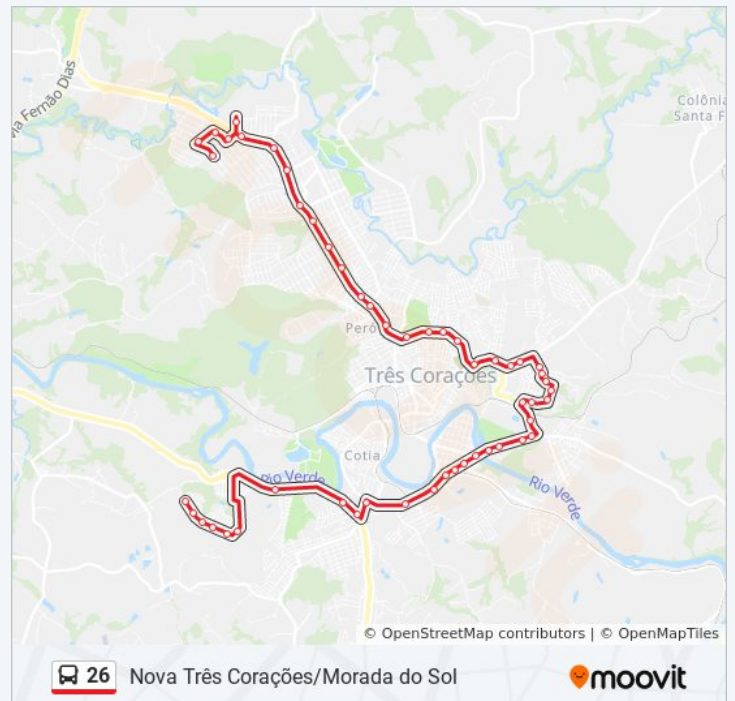 via Fernão Dias
Colônia
Santa F
Peró
Três Corações
Cotia
Rio Verde
Rio Verde
© OpenStreetMap contributors | © OpenMapTiles
26 Nova Três Corações/Morada do Sol
moovit